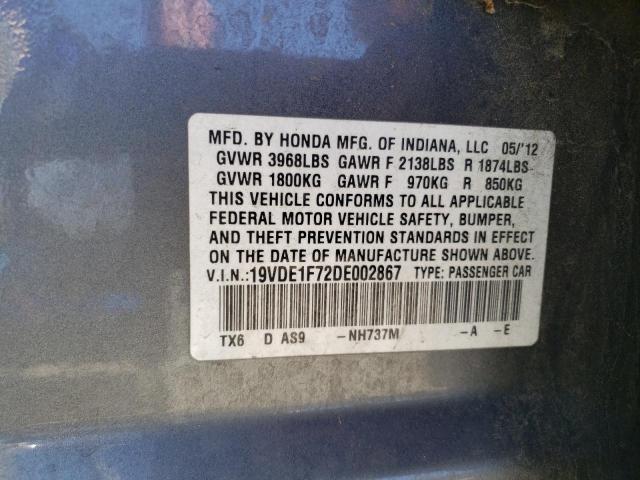 MFD. BY HONDA MFG. OF INDIANA, LLC 05/'12
GVWR 3968LBS GAWR F 2138LBS R 1874LBS
GVWR 1800KG GAWR F 970KG R 850KG
THIS VEHICLE CONFORMS TO ALL APPLICABLE
FEDERAL MOTOR VEHICLE SAFETY, BUMPER,
AND THEFT PREVENTION STANDARDS IN EFFECT
ON THE DATE OF MANUFACTURE SHOWN ABOVE.
V.I.N.:19VDE1F72DE002867 TYPE: PASSENGER CAR
TX6 D AS9 -NH737M -A -E